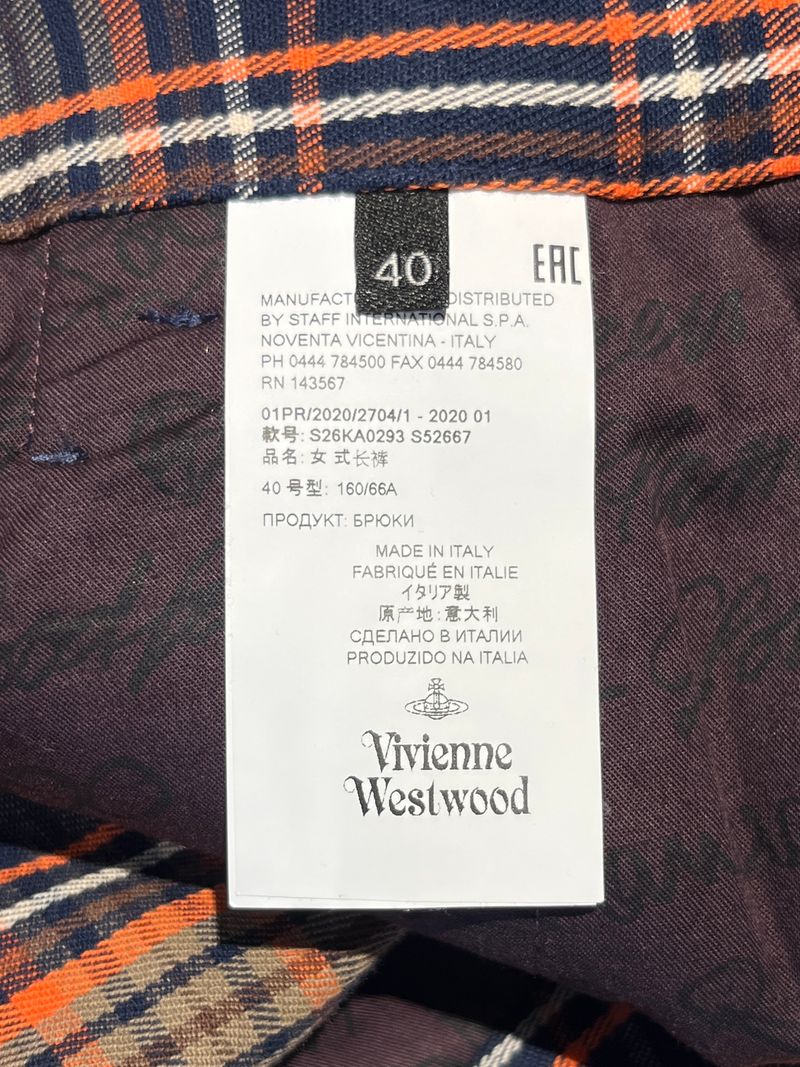 40
EAC
MANUFACT DISTRIBUTED
BY STAFF INTERNATIONAL S.P.A.
NOVENTA VICENTINA - ITALY
PH 0444 784500 FAX 0444 784580
RN 143567
01PR/2020/2704/1 - 2020 01
款号: S26KA0293 S52667
品名: 女 式长裤
40 号型: 160/66A
ПРОДУКТ: БРЮКИ
MADE IN ITALY
FABRIQUÉ EN ITALIE
イタリア製
原产地:意大利
СДЕЛАНО В ИТАЛИИ
PRODUZIDO NA ITALIA
Vivienne
Westwood